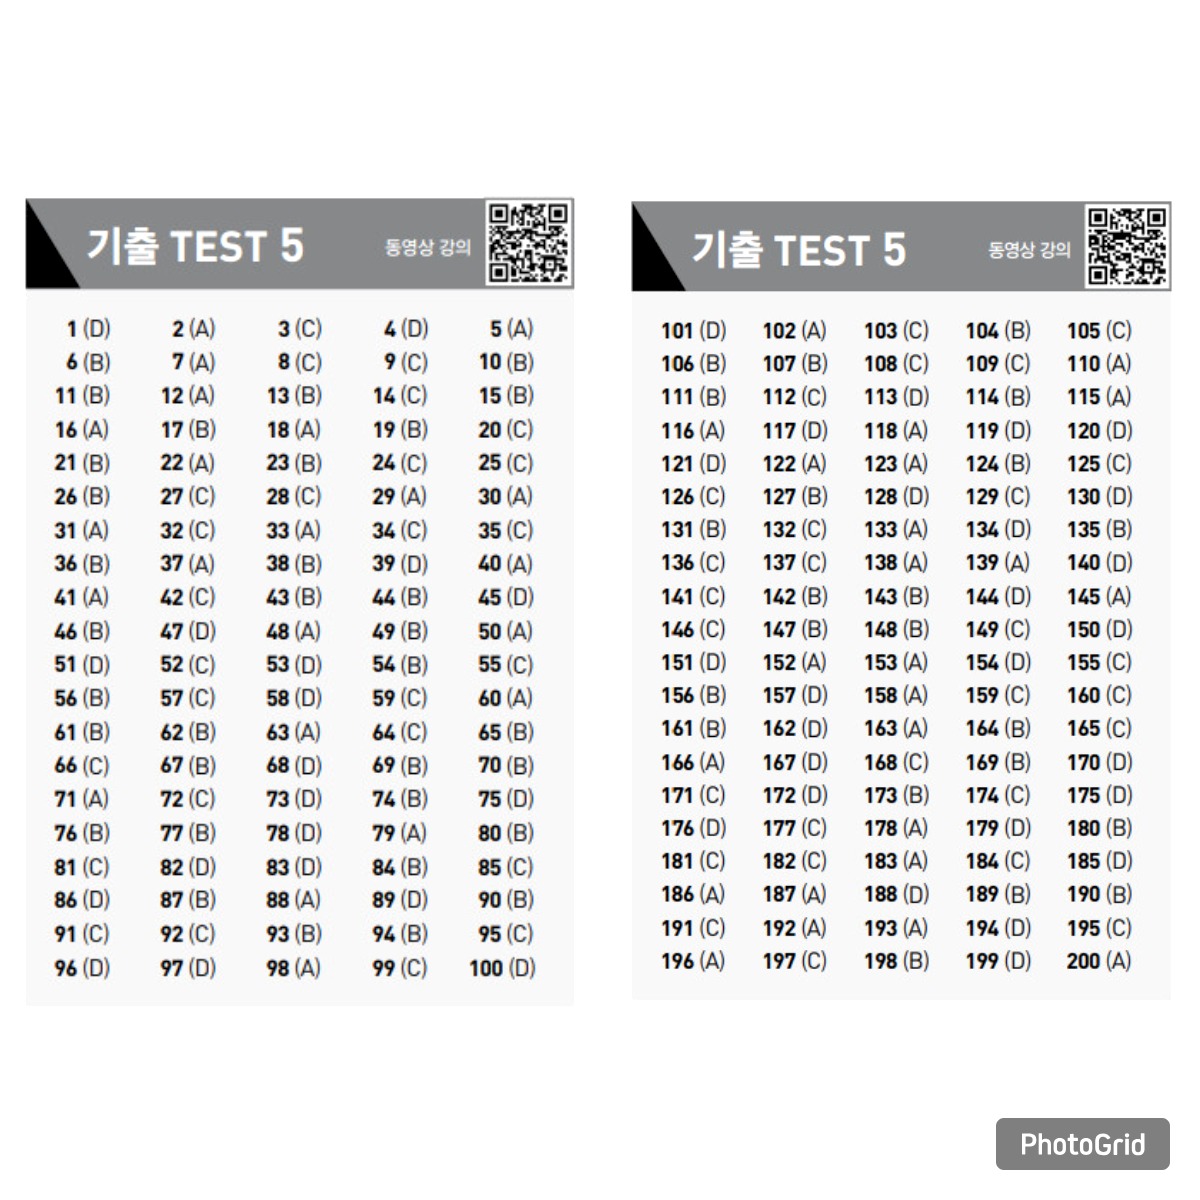 기출 TEST 5 동영상 강의
1 (D) 2 (A) 3 (C) 4 (D) 5 (A)
6 (B) 7 (A) 8 (C) 9 (C) 10 (B)
11 (B) 12 (A) 13 (B) 14 (C) 15 (B)
16 (A) 17 (B) 18 (A) 19 (B) 20 (C)
21 (B) 22 (A) 23 (B) 24 (C) 25 (C)
26 (B) 27 (C) 28 (C) 29 (A) 30 (A)
31 (A) 32 (C) 33 (A) 34 (C) 35 (C)
36 (B) 37 (A) 38 (B) 39 (D) 40 (A)
41 (A) 42 (C) 43 (B) 44 (B) 45 (D)
46 (B) 47 (D) 48 (A) 49 (B) 50 (A)
51 (D) 52 (C) 53 (D) 54 (B) 55 (C)
56 (B) 57 (C) 58 (D) 59 (C) 60 (A)
61 (B) 62 (B) 63 (A) 64 (C) 65 (B)
66 (C) 67 (B) 68 (D) 69 (B) 70 (B)
71 (A) 72 (C) 73 (D) 74 (B) 75 (D)
76 (B) 77 (B) 78 (D) 79 (A) 80 (B)
81 (C) 82 (D) 83 (D) 84 (B) 85 (C)
86 (D) 87 (B) 88 (A) 89 (D) 90 (B)
91 (C) 92 (C) 93 (B) 94 (B) 95 (C)
96 (D) 97 (D) 98 (A) 99 (C) 100 (D)
기출 TEST 5 동영상 강의
101 (D) 102 (A) 103 (C) 104 (B) 105 (C)
106 (B) 107 (B) 108 (C) 109 (C) 110 (A)
111 (B) 112 (C) 113 (D) 114 (B) 115 (A)
116 (A) 117 (D) 118 (A) 119 (D) 120 (D)
121 (D) 122 (A) 123 (A) 124 (B) 125 (C)
126 (C) 127 (B) 128 (D) 129 (C) 130 (D)
131 (B) 132 (C) 133 (A) 134 (D) 135 (B)
136 (C) 137 (C) 138 (A) 139 (A) 140 (D)
141 (C) 142 (B) 143 (B) 144 (D) 145 (A)
146 (C) 147 (B) 148 (B) 149 (C) 150 (D)
151 (D) 152 (A) 153 (A) 154 (D) 155 (C)
156 (B) 157 (D) 158 (A) 159 (C) 160 (C)
161 (B) 162 (D) 163 (A) 164 (B) 165 (C)
166 (A) 167 (D) 168 (C) 169 (B) 170 (D)
171 (C) 172 (D) 173 (B) 174 (C) 175 (D)
176 (D) 177 (C) 178 (A) 179 (D) 180 (B)
181 (C) 182 (C) 183 (A) 184 (C) 185 (D)
186 (A) 187 (A) 188 (D) 189 (B) 190 (B)
191 (C) 192 (A) 193 (A) 194 (D) 195 (C)
196 (A) 197 (C) 198 (B) 199 (D) 200 (A)
PhotoGrid